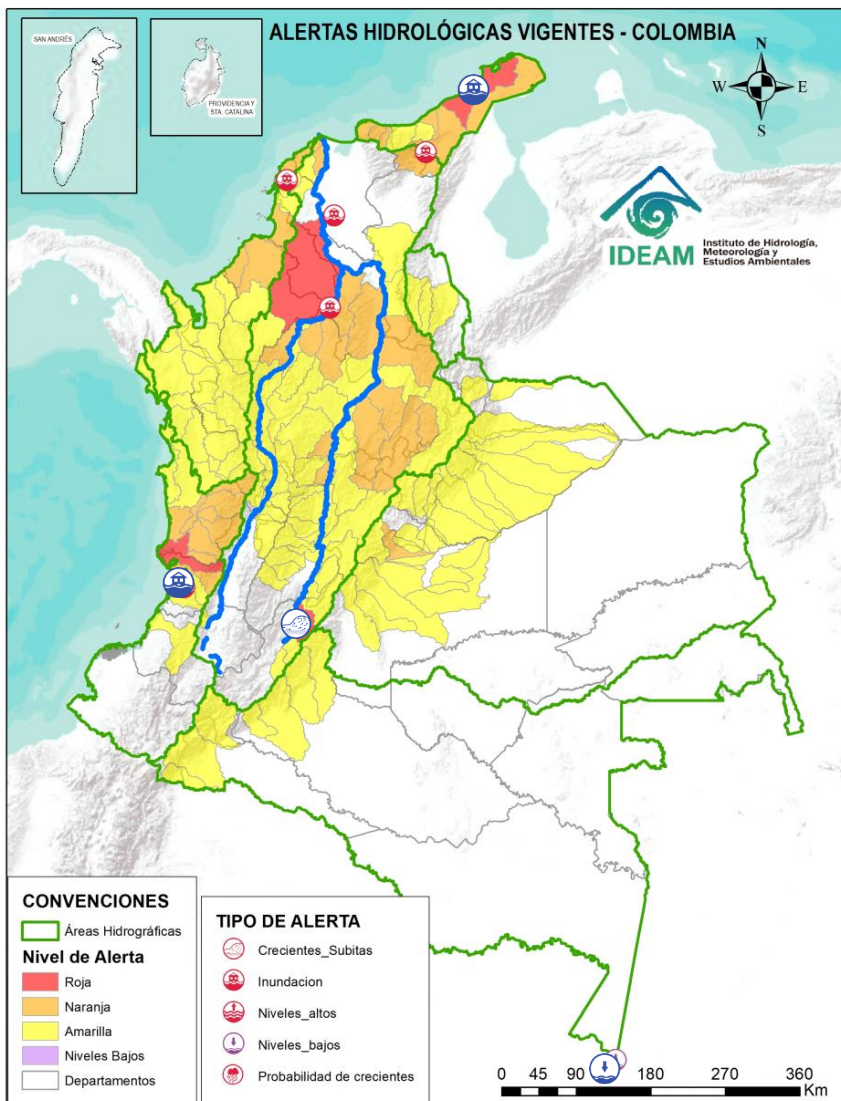 ALERTAS HIDROLÓGICAS VIGENTES - COLOMBIA
SAN ANDRÉS
PROVIDENCIA Y
STA. CATALINA
N
W
E
S
IDEAM
Instituto de Hidrología,
Meteorología y
Estudios Ambientales
CONVENCIONES
Áreas Hidrográficas
Nivel de Alerta
Roja
Naranja
Amarilla
Niveles Bajos
Departamentos
TIPO DE ALERTA
Crecientes_Subitas
Inundacion
Niveles_altos
Niveles_bajos
Probabilidad de crecientes
0 45 90 180 270 360
Km